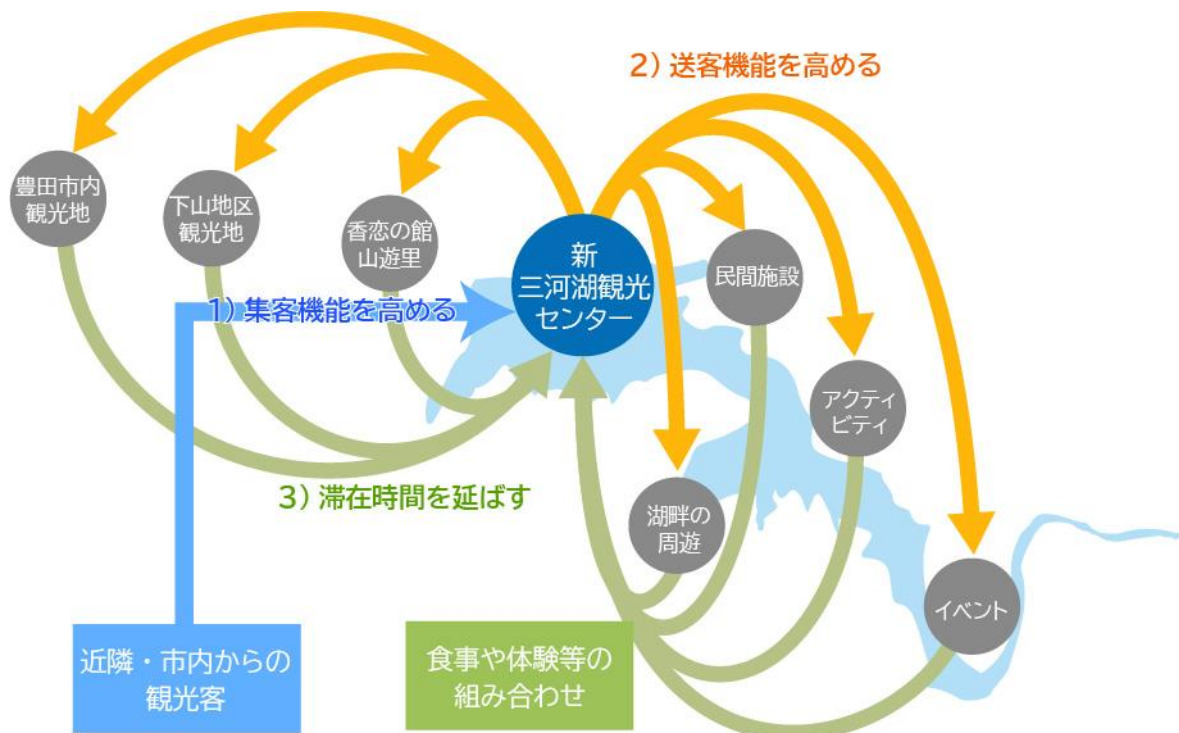 2）送客機能を高める
豊田市内
観光地
下山地区
観光地
香恋の館
山遊里
新
三河湖観光
センター
民間施設
1）集客機能を高める
アクティ
ビティ
3）滞在時間を延ばす
湖畔の
周遊
イベント
近隣・市内からの
観光客
食事や体験等の
組み合わせ